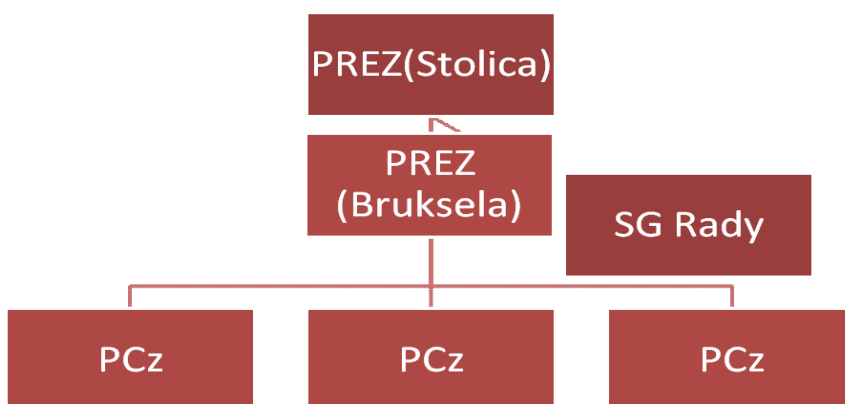 PREZ(Stolica)
PREZ
(Bruksela)
SG Rady
PCz
PCz
PCz